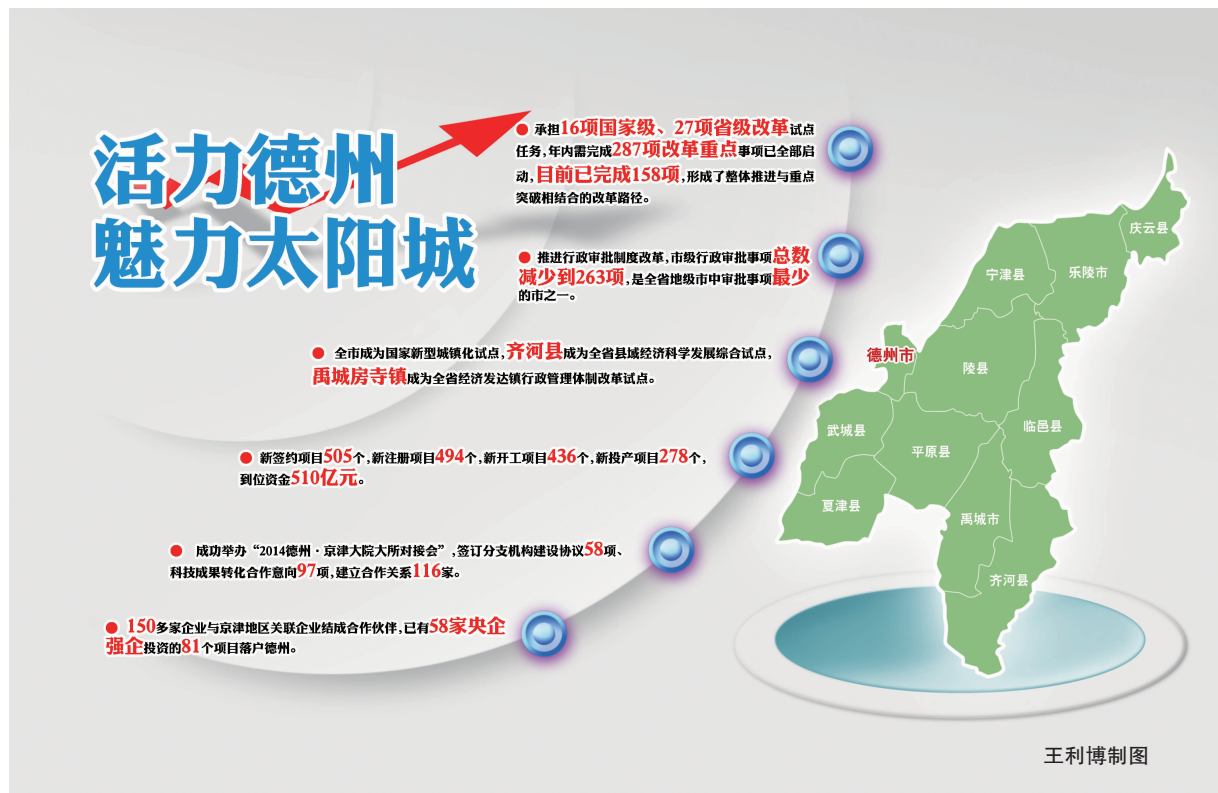 活力德州
魅力太阳城
● 承担16项国家级、27项省级改革试点
任务,年内需完成287项改革重点事项已全部启
动,目前已完成158项,形成了整体推进与重点
突破相结合的改革路径。
● 推进行政审批制度改革,市级行政审批事项总数
减少到263项,是全省地级市中审批事项最少
的市之一。
● 全市成为国家新型城镇化试点,齐河县成为全省县域经济科学发展综合试点,
禹城房寺镇成为全省经济发达镇行政管理体制改革试点。
● 新签约项目505个,新注册项目494个,新开工项目436个,新投产项目278个,
到位资金510亿元。
● 成功举办“2014德州·京津大院大所对接会”,签订分支机构建设协议58项、
科技成果转化合作意向97项,建立合作关系116家。
● 150多家企业与京津地区关联企业结成合作伙伴,已有58家央企
强企投资的81个项目落户德州。
庆云县
宁津县
乐陵市
德州市
陵县
武城县
临邑县
平原县
夏津县
禹城市
齐河县
王利博制图